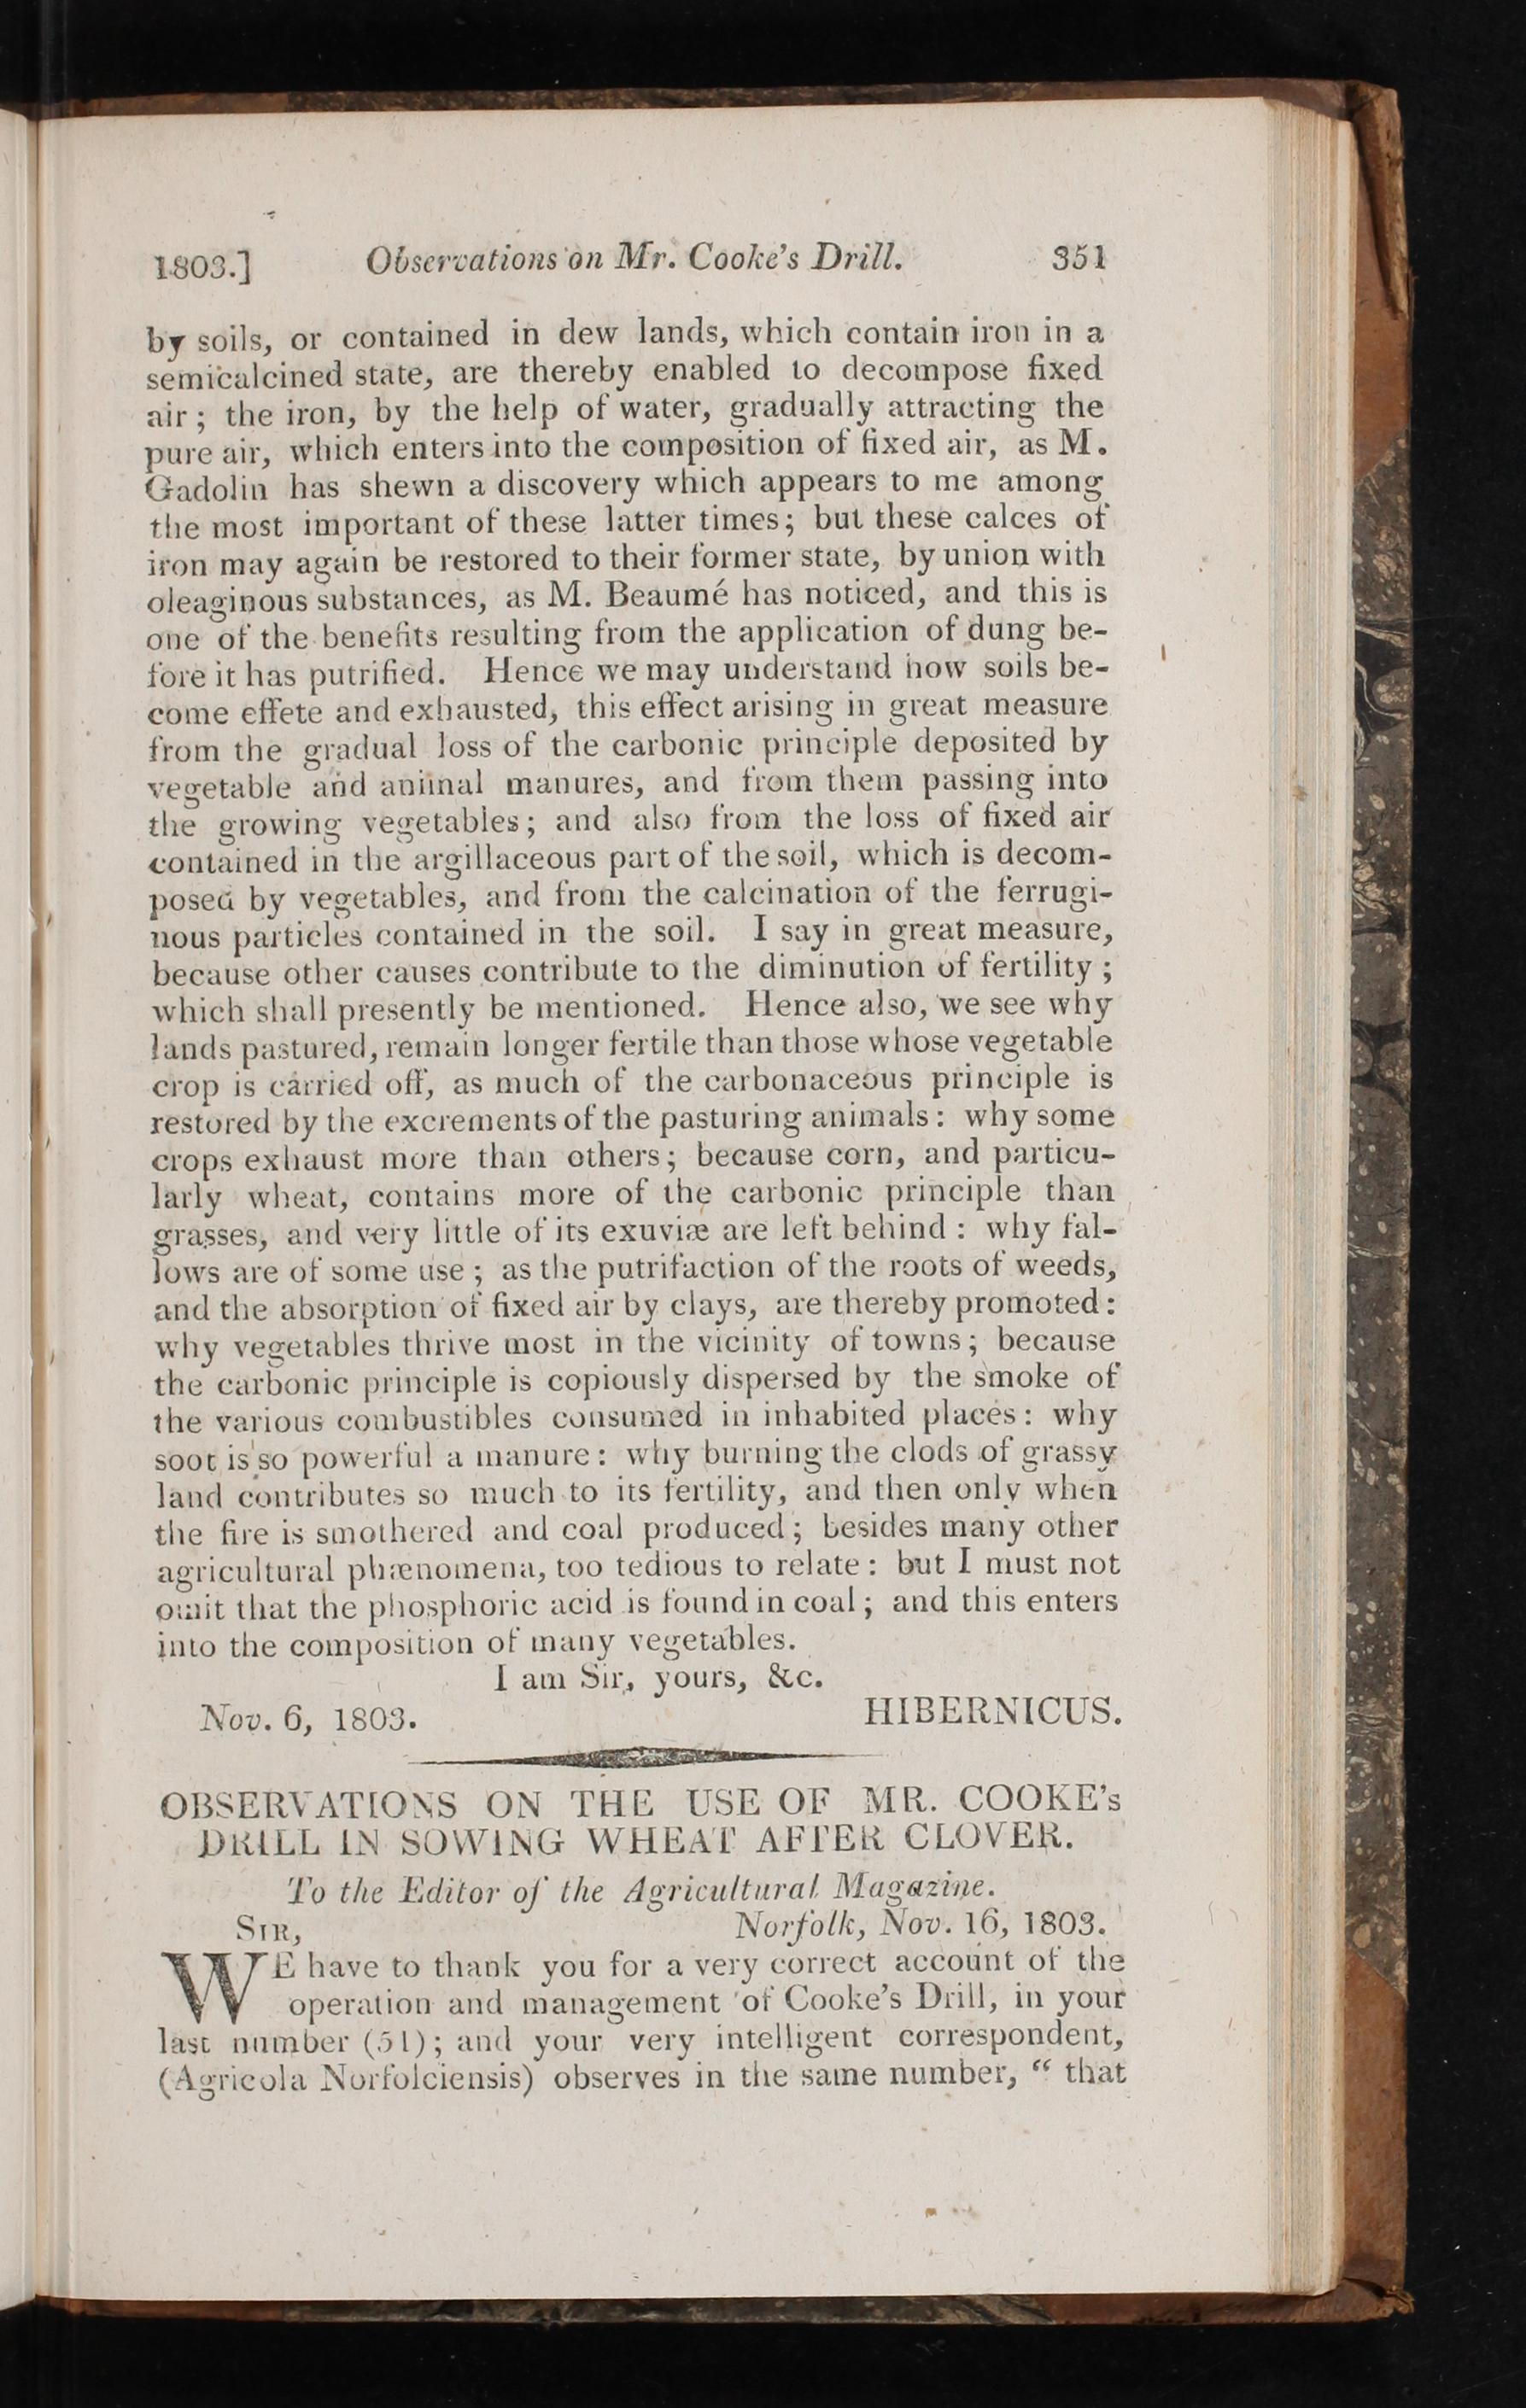 1803.] Observations on Mr. Cooke's Drill. 351
by soils, or contained in dew lands, which contain iron in a
semicalcined state, are thereby enabled to decompose fixed
air; the iron, by the help of water, gradually attracting the
pure air, which enters into the composition of fixed air, as M.
Gadolin has shewn a discovery which appears to me among
the most important of these latter times; but these calces of
iron may again be restored to their former state, by union with
oleaginous substances, as M. Beaumé has noticed, and this is
one of the benefits resulting from the application of dung be-
fore it has putrified. Hence we may understand how soils be-
come effete and exhausted, this effect arising in great measure
from the gradual loss of the carbonic principle deposited by
vegetable and animal manures, and from them passing into
the growing vegetables; and also from the loss of fixed air
contained in the argillaceous part of the soil, which is decom-
posed by vegetables, and from the calcination of the ferrugi-
nous particles contained in the soil. I say in great measure,
because other causes contribute to the diminution of fertility;
which shall presently be mentioned. Hence also, we see why
lands pastured, remain longer fertile than those whose vegetable
crop is carried off, as much of the carbonaceous principle is
restored by the excrements of the pasturing animals: why some
crops exhaust more than others; because corn, and particu-
larly wheat, contains more of the carbonic principle than
grasses, and very little of its exuviæ are left behind: why fal-
lows are of some use; as the putrifaction of the roots of weeds,
and the absorption of fixed air by clays, are thereby promoted:
why vegetables thrive most in the vicinity of towns; because
the carbonic principle is copiously dispersed by the smoke of
the various combustibles consumed in inhabited places: why
soot is so powerful a manure: why burning the clods of grassy
land contributes so much to its fertility, and then only when
the fire is smothered and coal produced; besides many other
agricultural phænomena, too tedious to relate: but I must not
omit that the phosphoric acid is found in coal; and this enters
into the composition of many vegetables.
I am Sir, yours, &c.
Nov. 6, 1803. HIBERNICUS.
OBSERVATIONS ON THE USE OF MR. COOKE's
DRILL IN SOWING WHEAT AFTER CLOVER.
To the Editor of the Agricultural Magazine.
SIR, Norfolk, Nov. 16, 1803.
WE have to thank you for a very correct account of the
operation and management of Cooke's Drill, in your
last number (51); and your very intelligent correspondent,
(Agricola Norfolciensis) observes in the same number, “ that